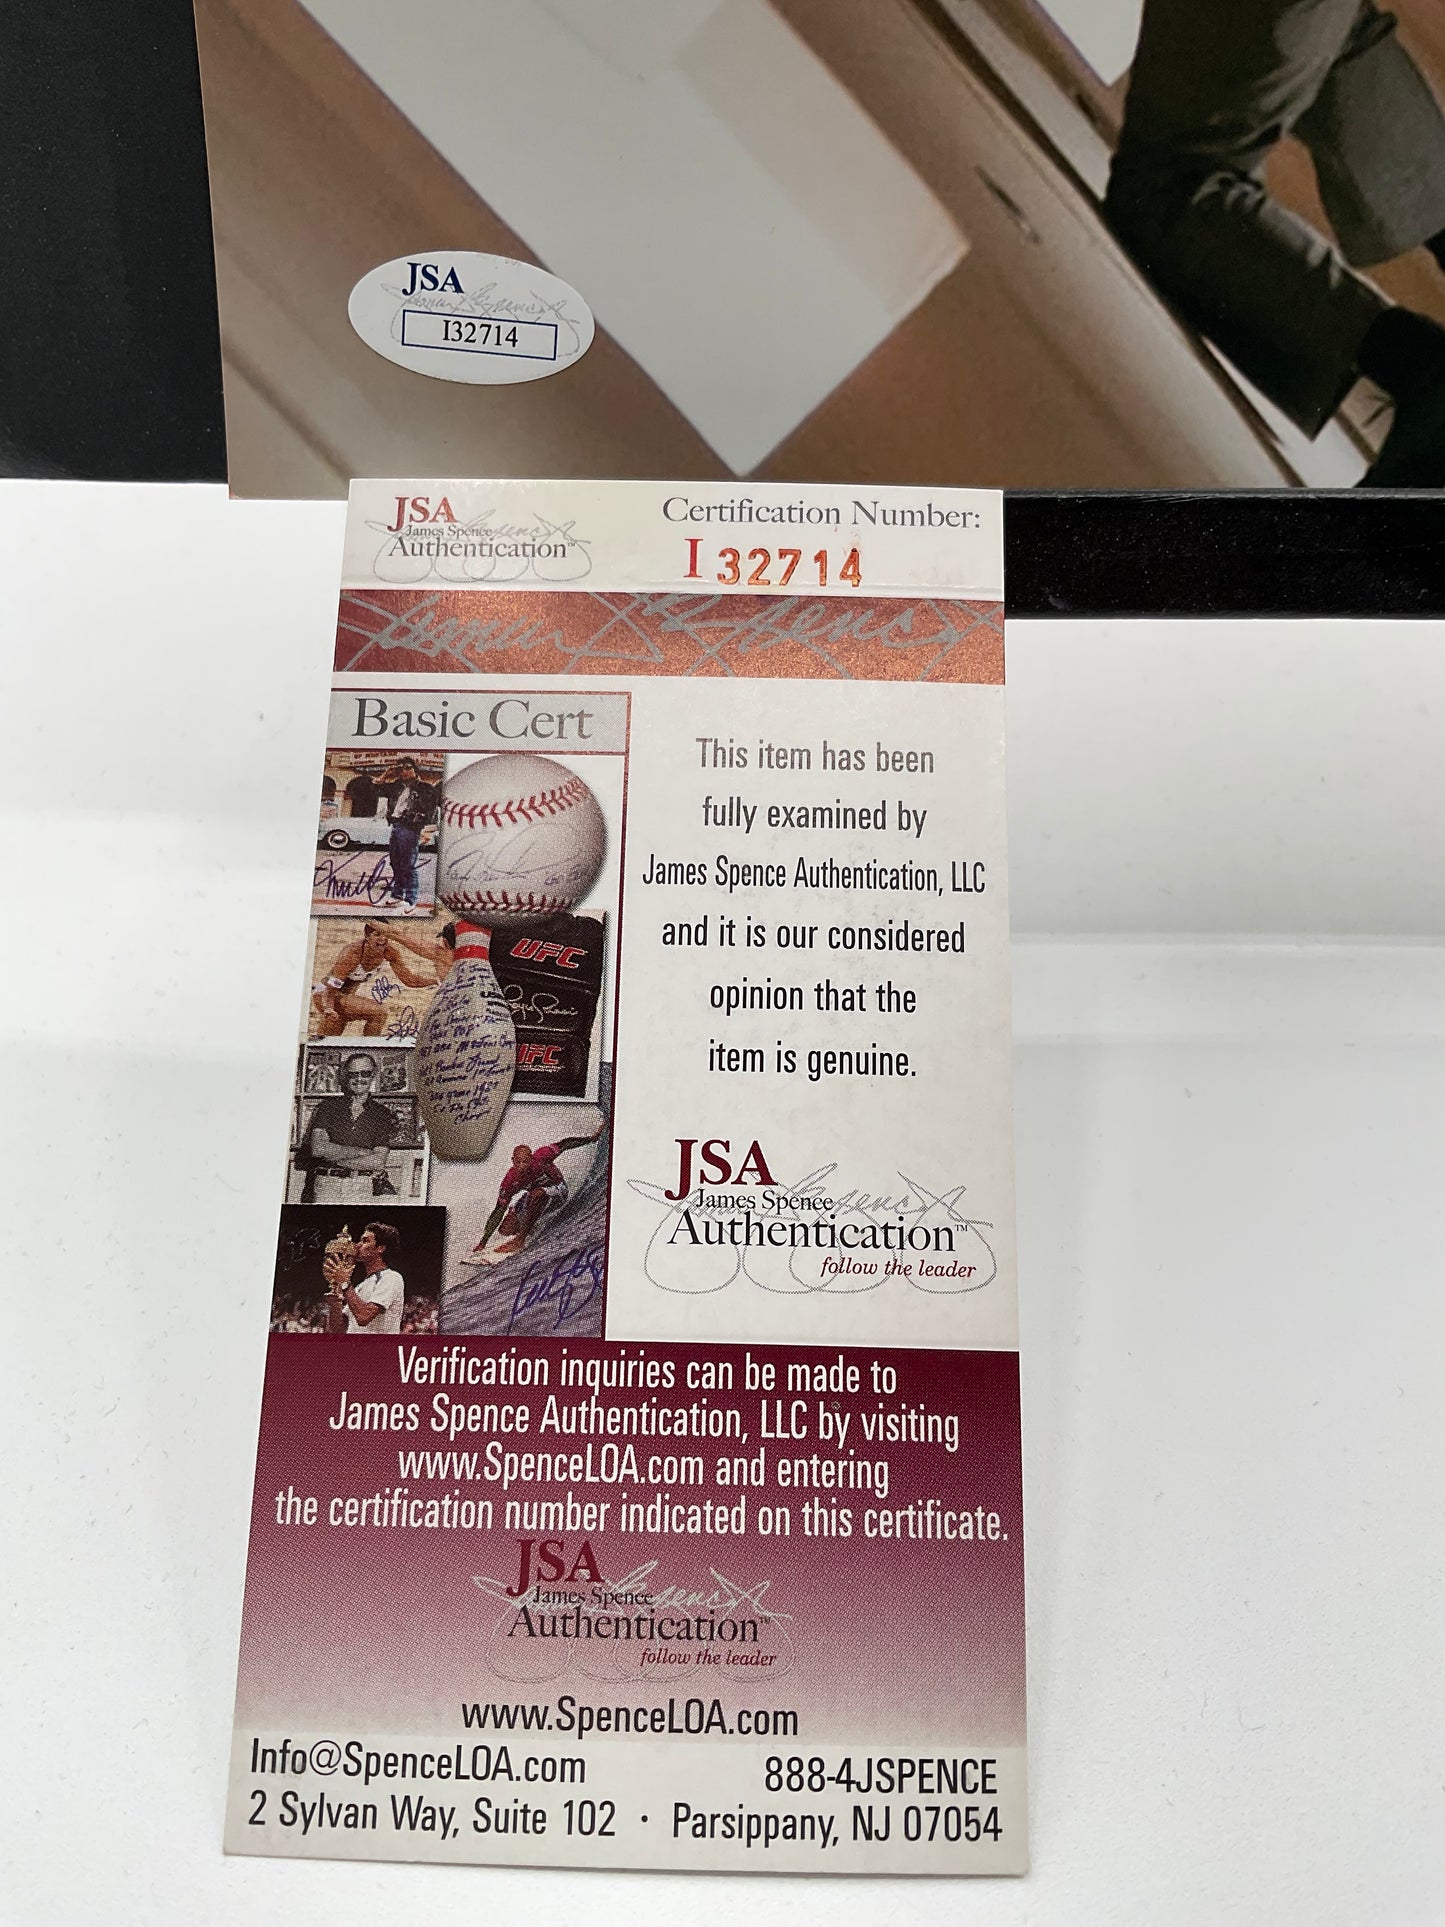 JSA
I32714
JSA
James Spence
Authentication™
Certification Number:
I 32714
Basic Cert
This item has been
fully examined by
James Spence Authentication, LLC
and it is our considered
opinion that the
item is genuine.
UFC
UFC
JSA
James Spence
Authentication™
follow the leader
Verification inquiries can be made to
James Spence Authentication, LLC by visiting
www.SpenceLOA.com and entering
the certification number indicated on this certificate.
JSA
James Spence
Authentication™
follow the leader
www.SpenceLOA.com
Info@SpenceLOA.com 888-4JSPENCE
2 Sylvan Way, Suite 102 · Parsippany, NJ 07054